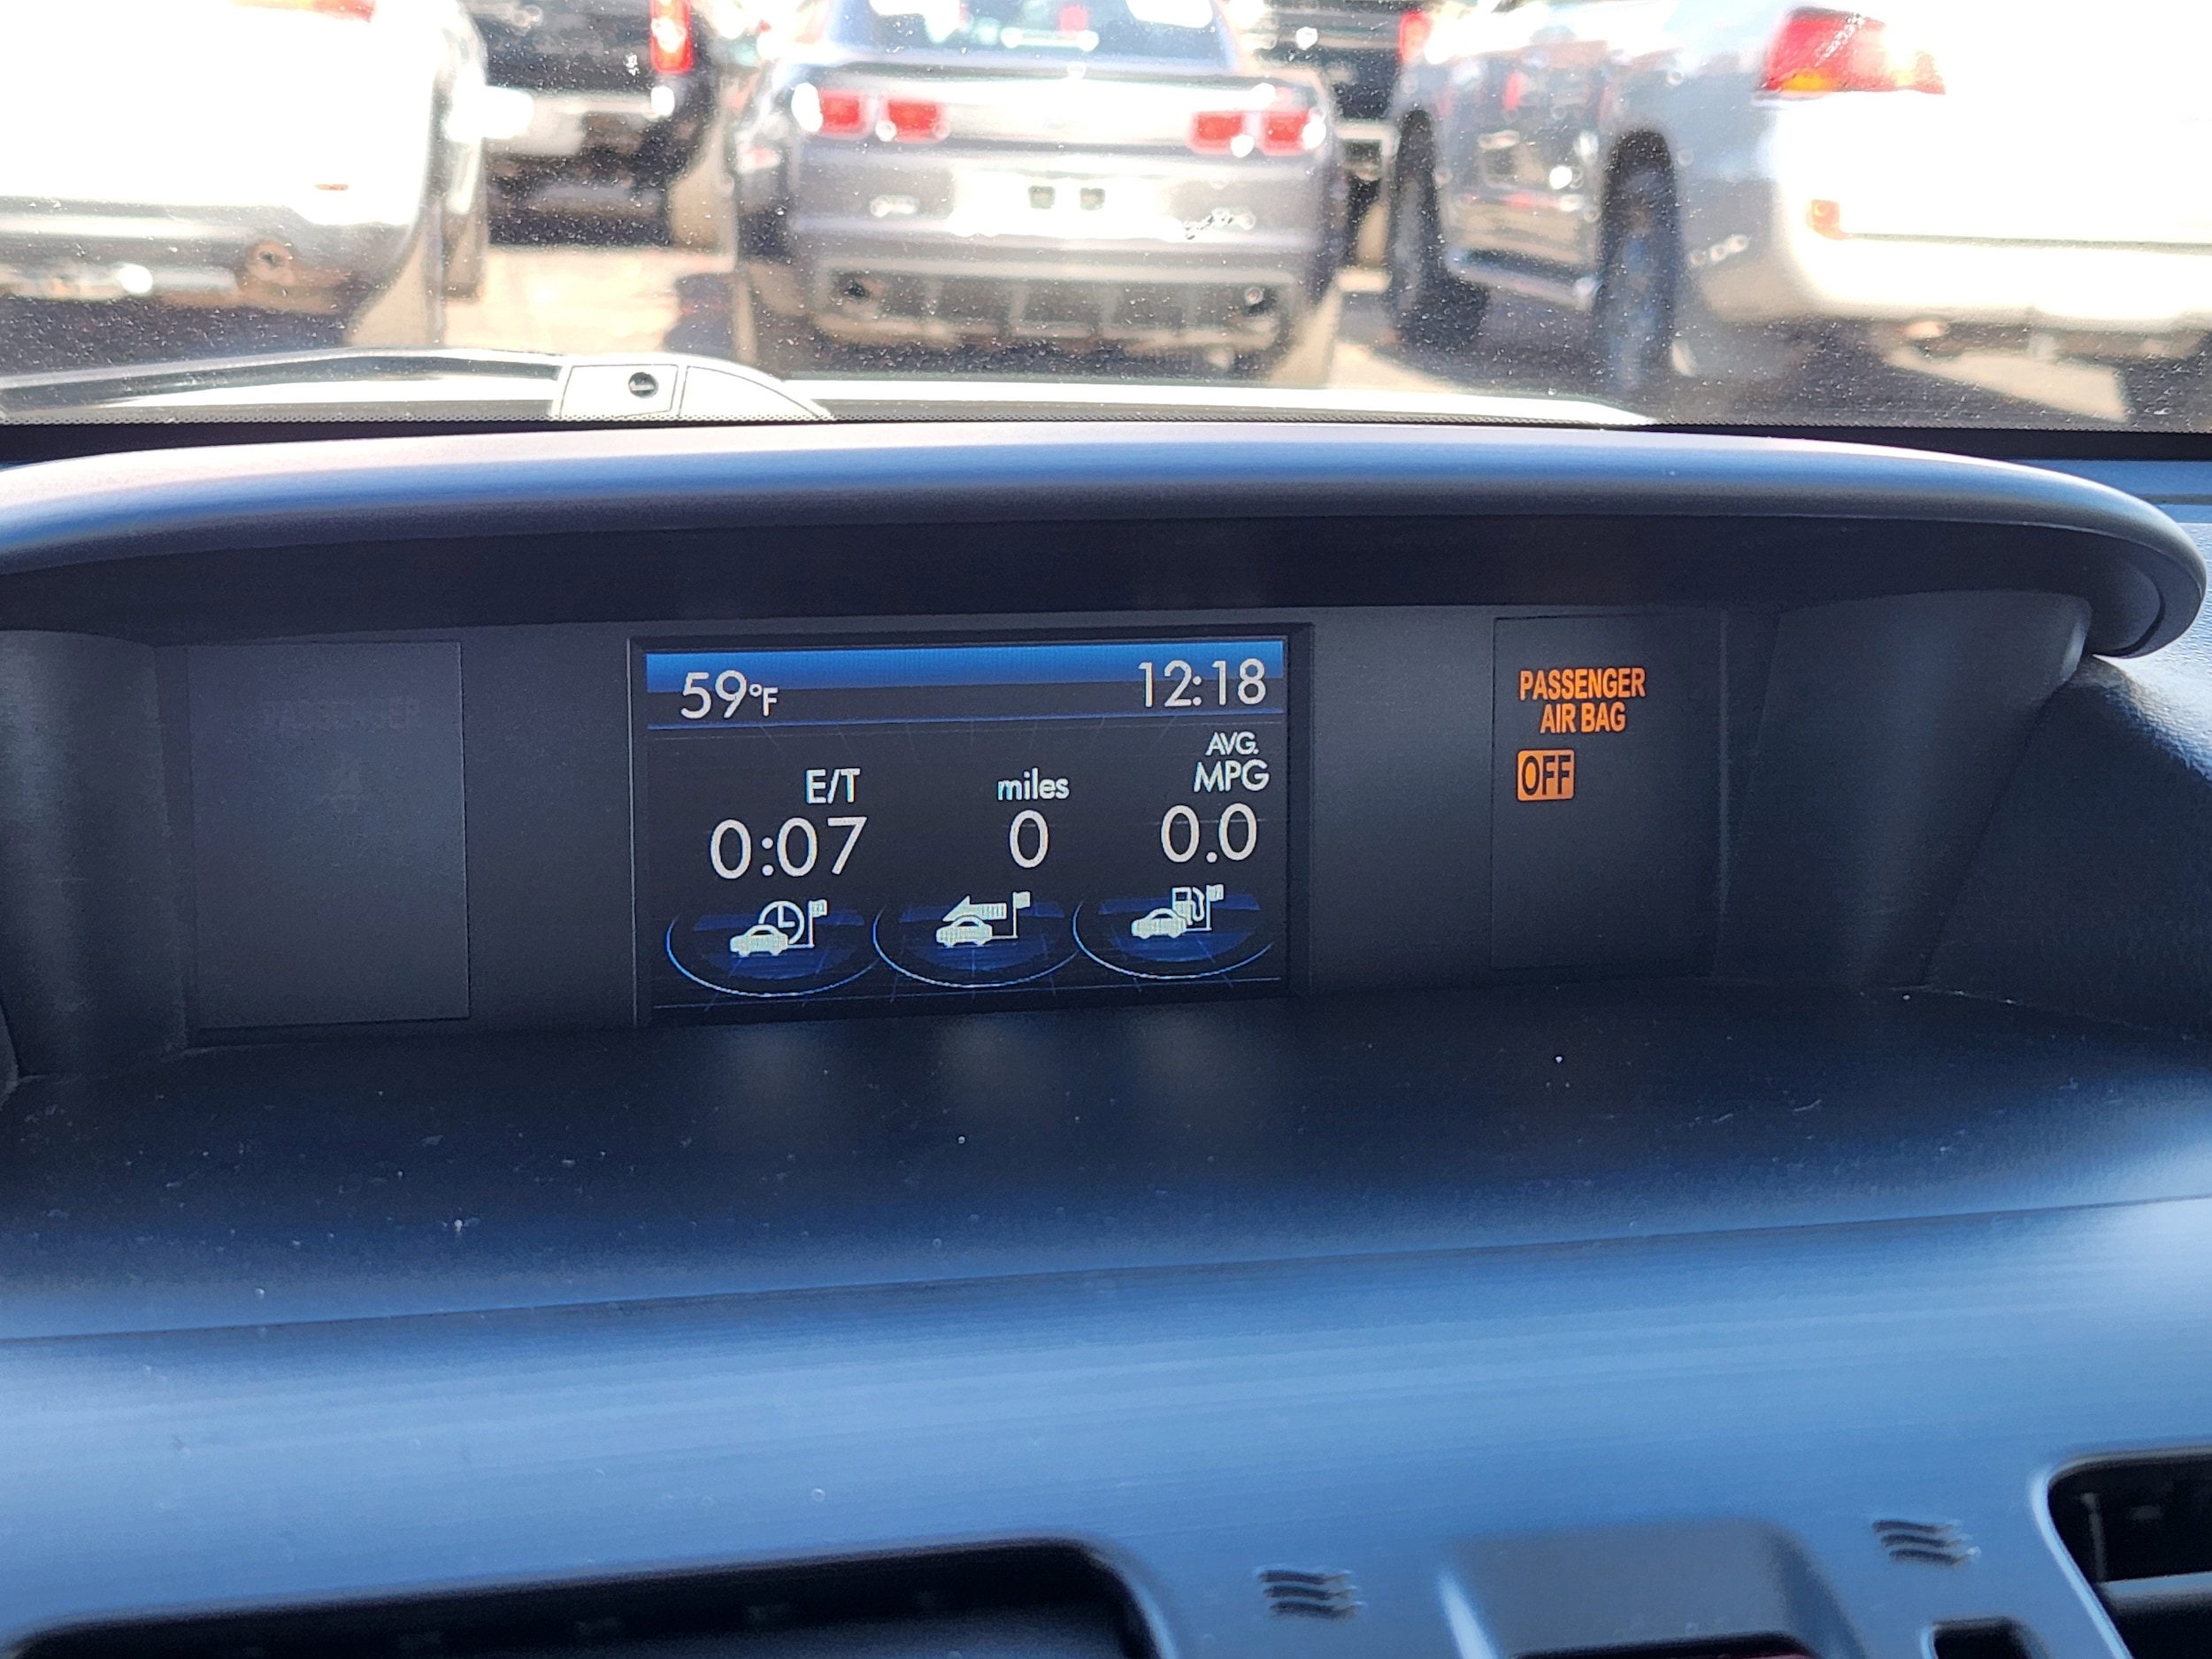 59°F 12:18
E/T miles AVG. MPG
0:07 0 0.0
PASSENGER
AIR BAG
OFF